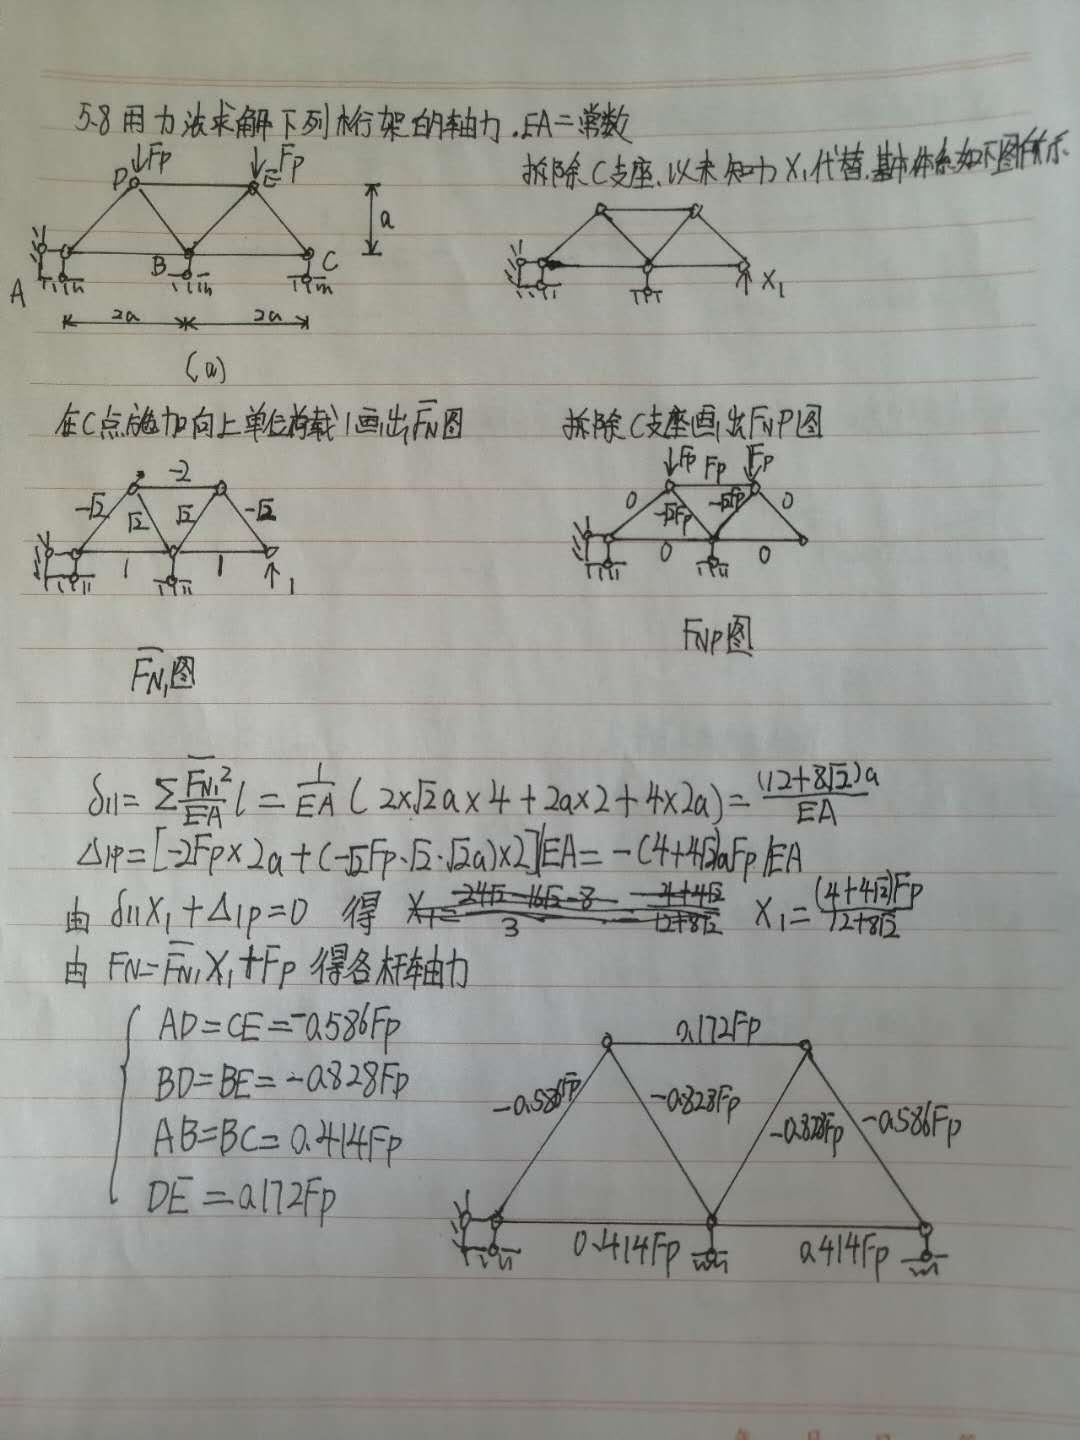 5.8 用力法求解下列桁架的轴力.EA=常数
拆除C支座,以未知力X₁代替.基本体系如下图所示
Fp Fp
D E
a
A B C
X₁
2a 2a
(a)
在C点施加向上单位荷载1画出F̅N图
拆除C支座画出FNP图
-2
-√2 √2 √2 -√2
1 1 1
Fp Fp Fp
0 -√2Fp -√2Fp 0
0 0
F̅N₁图
FNP图
δ11=Σ F̅N₁²/EA l = 1/EA (2×√2a×4+2a×2+4×2a)= (12+8√2)a/EA
Δ1P=[-2Fp×2a+(-√2Fp·√2·√2a)×2]/EA=-(4+4√2)aFp/EA
由 δ11X₁+Δ1P=0 得 X₁=(4+4√2)Fp/12+8√2
由 FN=F̅N₁X₁+Fp 得各杆轴力
AD=CE=-0.586Fp
BD=BE=-0.828Fp
AB=BC=0.414Fp
DE=0.172Fp
0.172Fp
-0.586Fp -0.828Fp -0.828Fp -0.586Fp
0.414Fp 0.414Fp